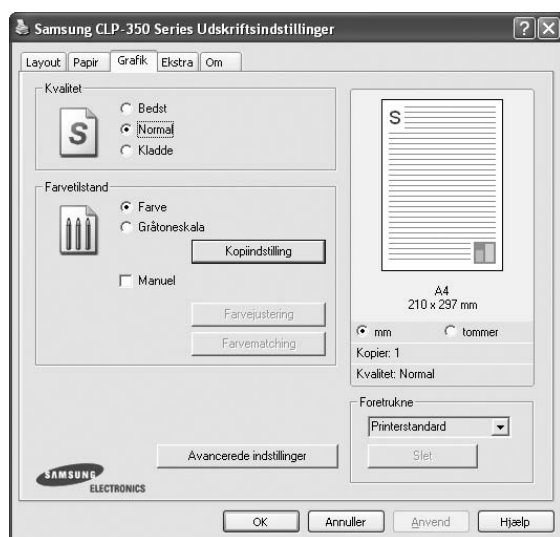 Samsung CLP-350 Series Udskriftsindstillinger
Layout Papir Grafik Ekstra Om
Kvalitet
S
Bedst
Normal
Kladde
Farvetilstand
Farve
Gråtoneskala
Kopiindstilling
Manuel
Farvejustering
Farvematching
Avancerede indstillinger
SAMSUNG
ELECTRONICS
S
A4
210 x 297 mm
mm tommer
Kopier: 1
Kvalitet: Normal
Foretrukne
Printerstandard
Slet
OK Annuller Anvend Hjælp